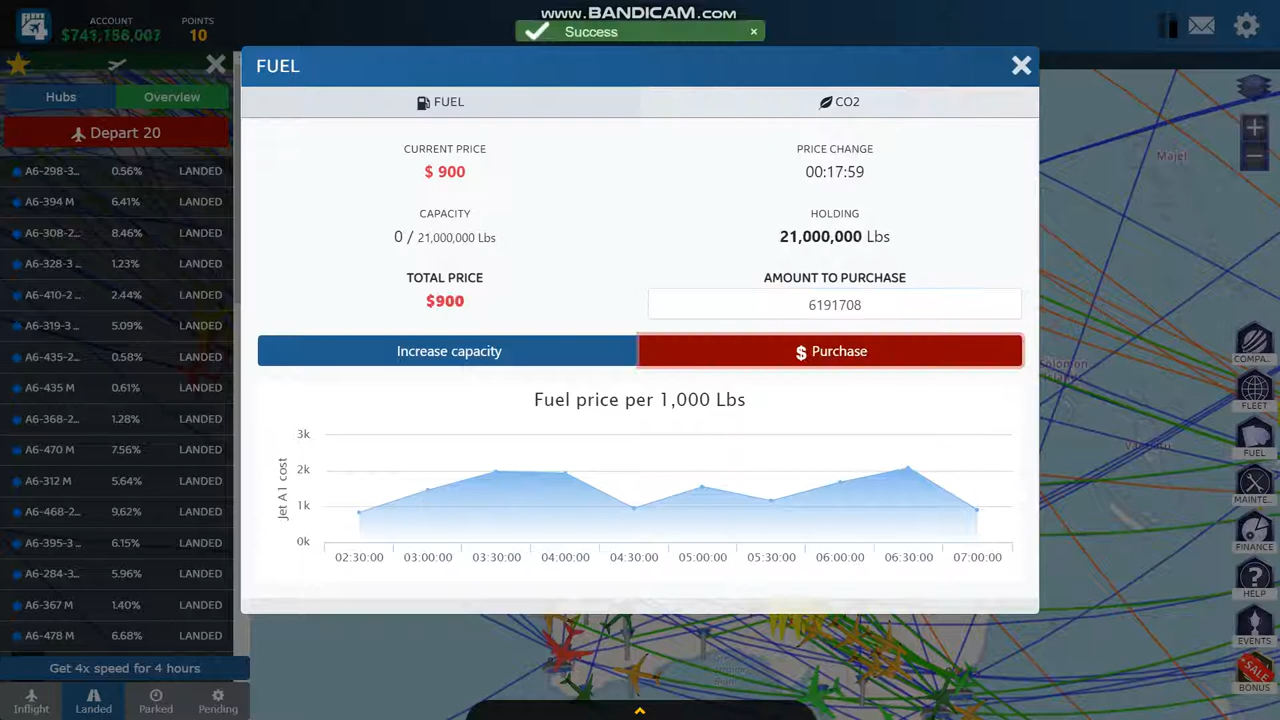 www.BANDICAM.com
ACCOUNT
POINTS
10
Success
×
FUEL
Hubs
Overview
Depart 20
A6-298-3... 0.56% LANDED
A6-394 M 6.41% LANDED
A6-308-2... 8.46% LANDED
A6-328-3 ... 1.23% LANDED
A6-410-2 ... 2.44% LANDED
A6-319-3 ... 5.09% LANDED
A6-435-2... 0.58% LANDED
A6-435 M 0.61% LANDED
A6-368-2... 1.28% LANDED
A6-470 M 7.56% LANDED
A6-312 M 5.64% LANDED
A6-468-2... 9.62% LANDED
A6-395-3 ... 6.15% LANDED
A6-284-3... 5.96% LANDED
A6-367 M 1.40% LANDED
A6-478 M 6.68% LANDED
Get 4x speed for 4 hours
Inflight
Landed
Parked
Pending
FUEL
CO2
CURRENT PRICE
$ 900
PRICE CHANGE
00:17:59
CAPACITY
0 / 21,000,000 Lbs
HOLDING
21,000,000 Lbs
TOTAL PRICE
$900
AMOUNT TO PURCHASE
6191708
Increase capacity
$ Purchase
Fuel price per 1,000 Lbs
Jet A1 cost
3k
2k
1k
0k
02:30:00 03:00:00 03:30:00 04:00:00 04:30:00 05:00:00 05:30:00 06:00:00 06:30:00 07:00:00
Majel
Solomon
Islands
+
−
COMPA...
FLEET
FUEL
MAINTE...
FINANCE
HELP
EVENTS
SALE
BONUS